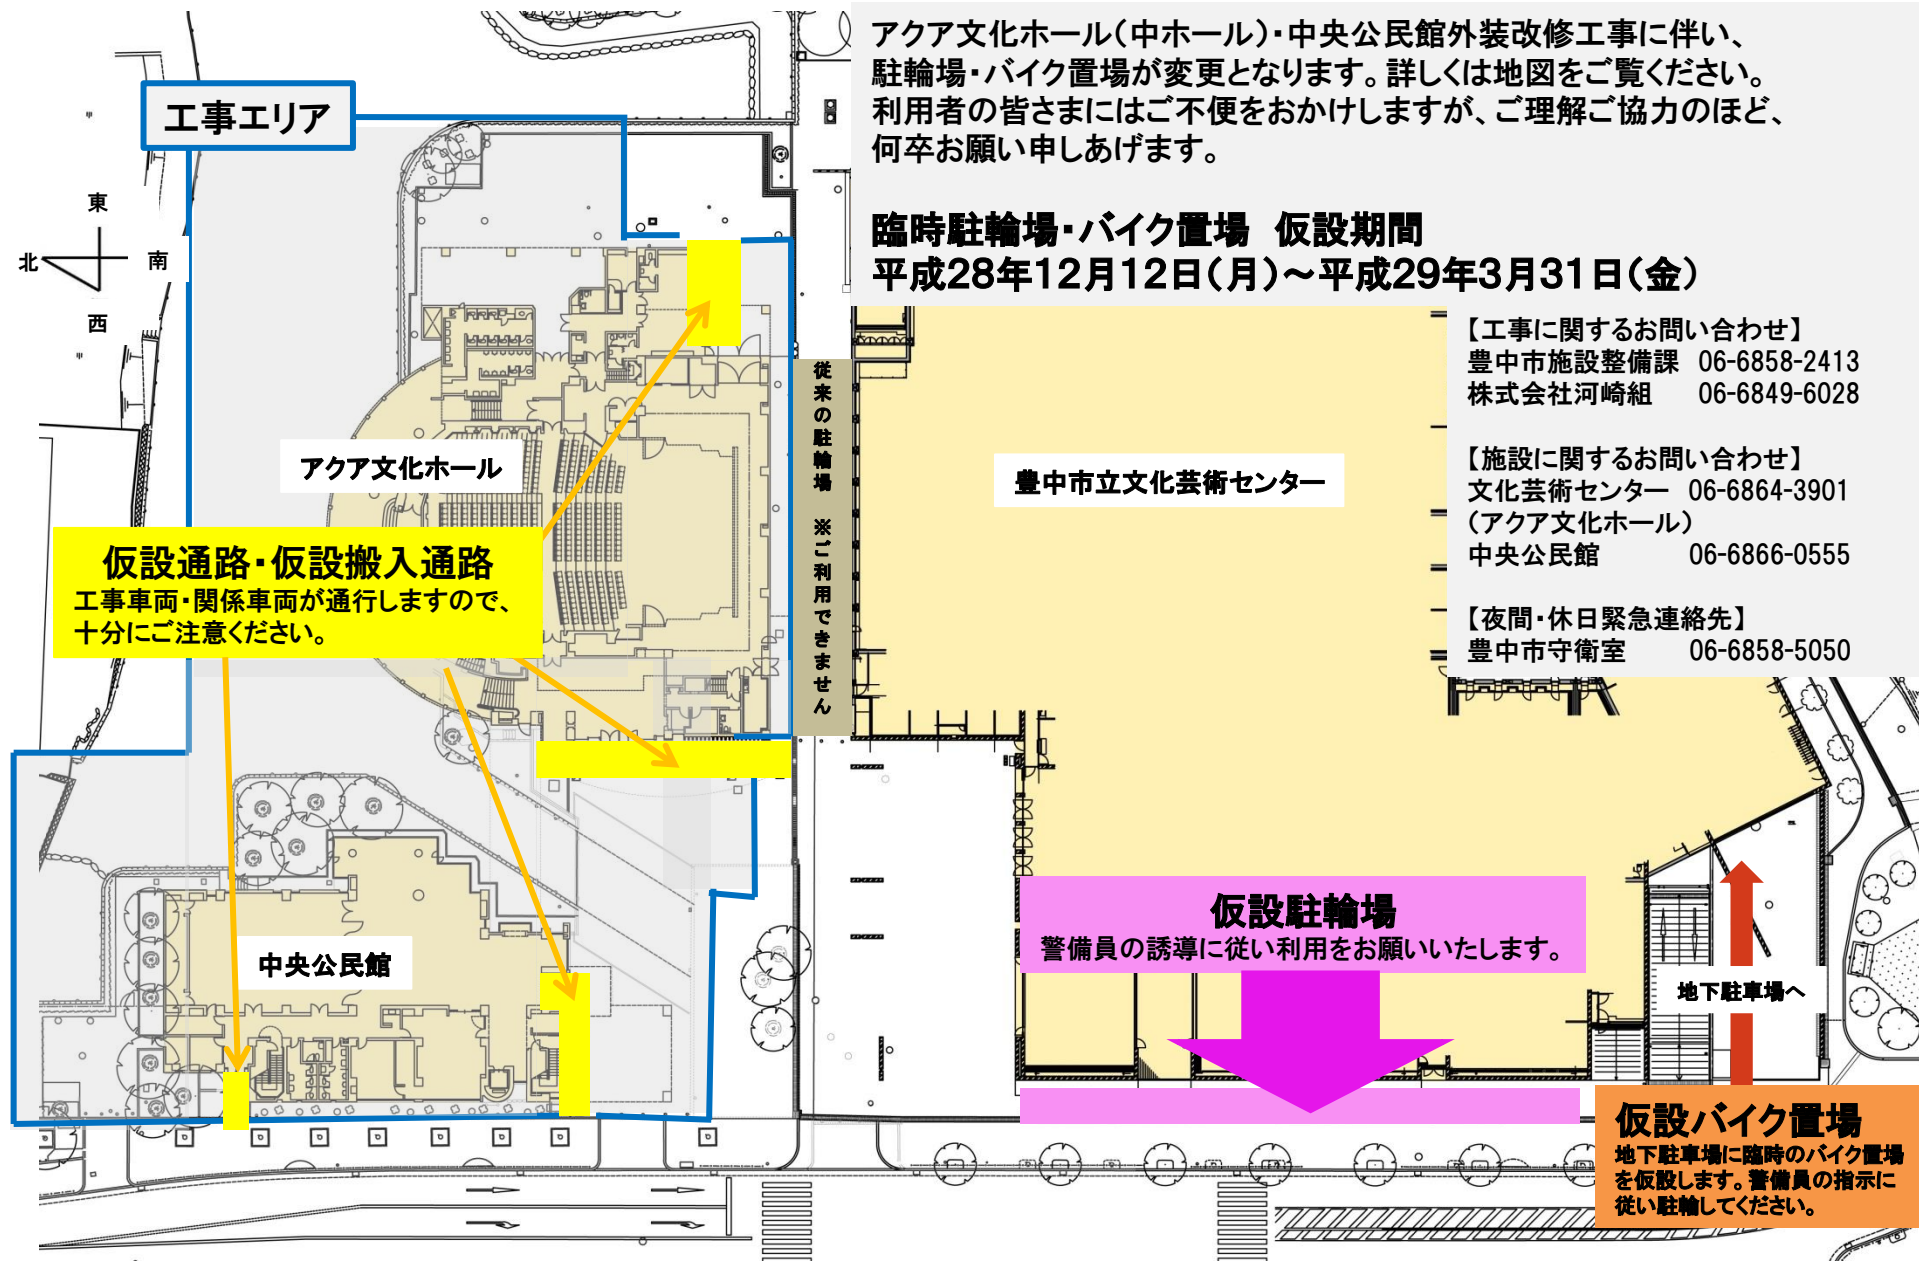 アクア文化ホール(中ホール)・中央公民館外装改修工事に伴い、
駐輪場・バイク置場が変更となります。詳しくは地図をご覧ください。
利用者の皆さまにはご不便をおかけしますが、ご理解ご協力のほど、
何卒お願い申しあげます。
臨時駐輪場・バイク置場 仮設期間
平成28年12月12日(月)~平成29年3月31日(金)
【工事に関するお問い合わせ】
豊中市施設整備課 06-6858-2413
株式会社河崎組 06-6849-6028
【施設に関するお問い合わせ】
文化芸術センター 06-6864-3901
(アクア文化ホール)
中央公民館 06-6866-0555
【夜間・休日緊急連絡先】
豊中市守衛室 06-6858-5050
工事エリア
東
北
南
西
アクア文化ホール
従来の駐輪場 ※ご利用できません
豊中市立文化芸術センター
仮設通路・仮設搬入通路
工事車両・関係車両が通行しますので、
十分にご注意ください。
中央公民館
仮設駐輪場
警備員の誘導に従い利用をお願いいたします。
地下駐車場へ
仮設バイク置場
地下駐車場に臨時のバイク置場
を仮設します。警備員の指示に
従い駐輪してください。